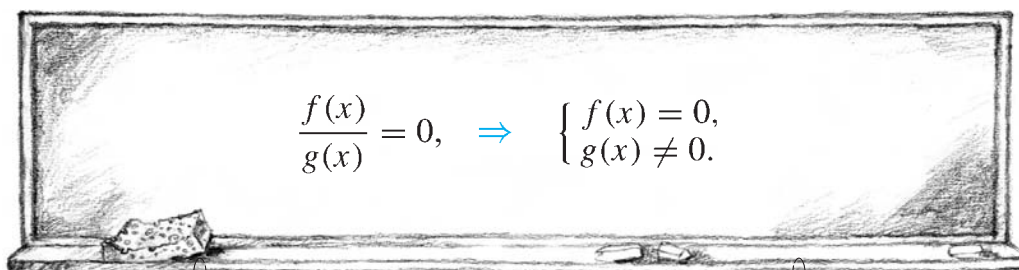 f(x)/g(x) = 0, ⇒ { f(x) = 0, g(x) ≠ 0.